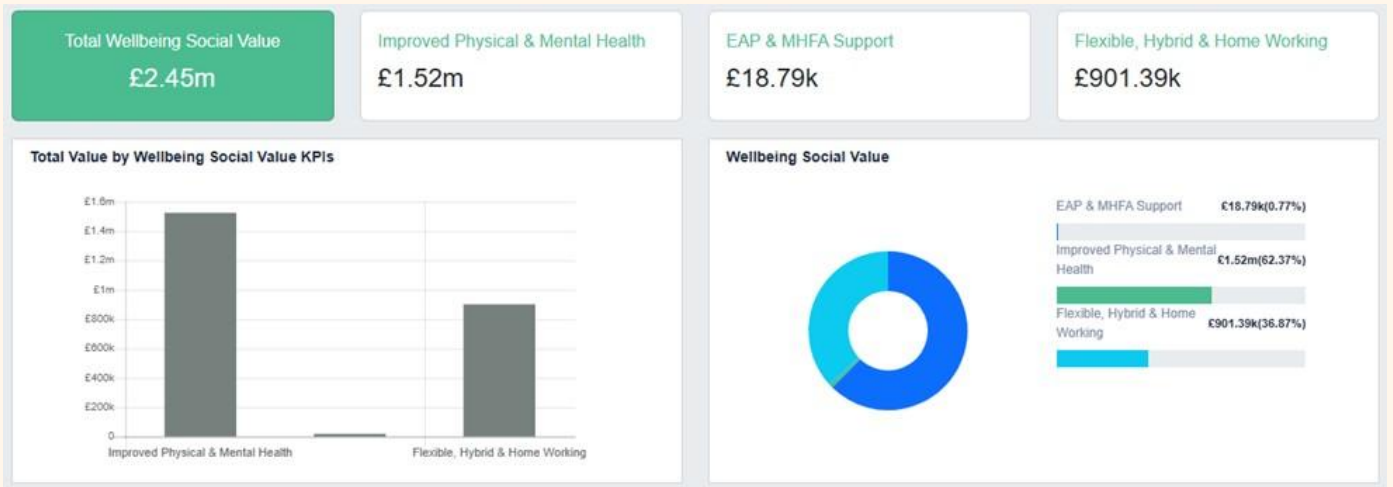 Total Wellbeing Social Value
£2.45m
Improved Physical & Mental Health
£1.52m
EAP & MHFA Support
£18.79k
Flexible, Hybrid & Home Working
£901.39k
Total Value by Wellbeing Social Value KPIs
£1.6m
£1.4m
£1.2m
£1m
£800k
£600k
£400k
£200k
0
Improved Physical & Mental Health
Flexible, Hybrid & Home Working
Wellbeing Social Value
EAP & MHFA Support
£18.79k(0.77%)
Improved Physical & Mental
Health
£1.52m(62.37%)
Flexible, Hybrid & Home
Working
£901.39k(36.87%)